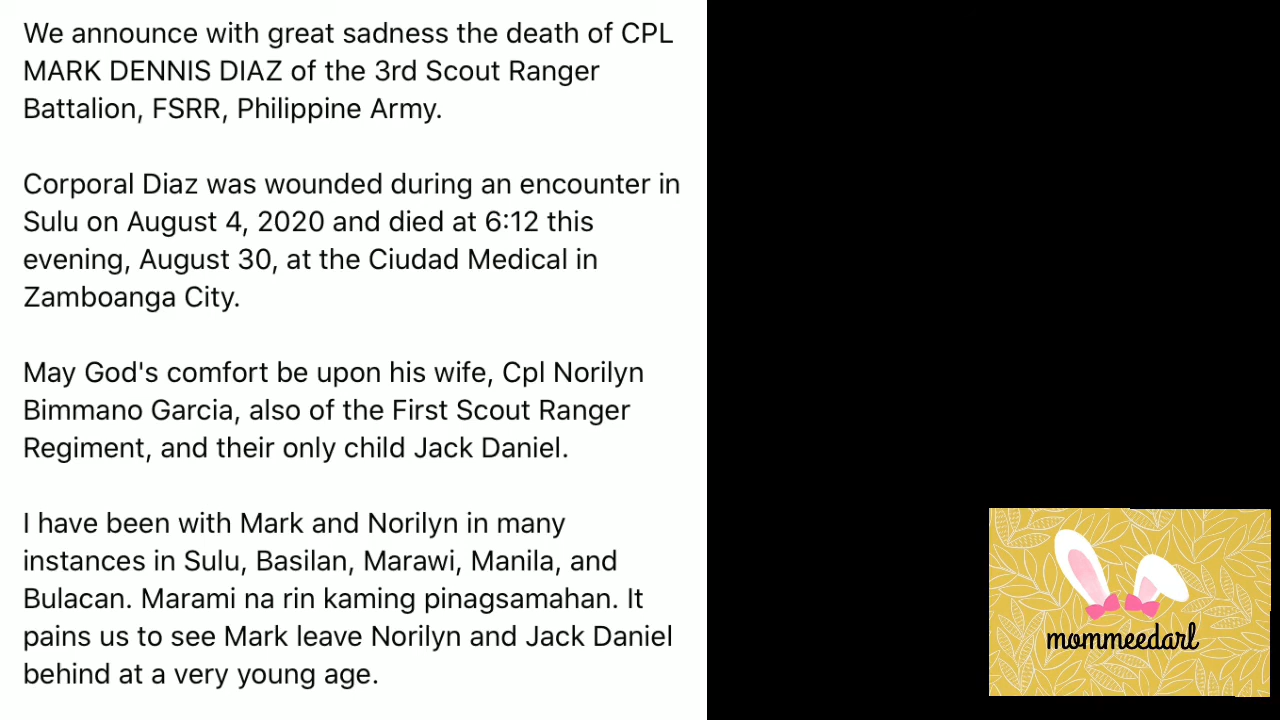 We announce with great sadness the death of CPL
MARK DENNIS DIAZ of the 3rd Scout Ranger
Battalion, FSRR, Philippine Army.
Corporal Diaz was wounded during an encounter in
Sulu on August 4, 2020 and died at 6:12 this
evening, August 30, at the Ciudad Medical in
Zamboanga City.
May God's comfort be upon his wife, Cpl Norilyn
Bimmano Garcia, also of the First Scout Ranger
Regiment, and their only child Jack Daniel.
I have been with Mark and Norilyn in many
instances in Sulu, Basilan, Marawi, Manila, and
Bulacan. Marami na rin kaming pinagsamahan. It
pains us to see Mark leave Norilyn and Jack Daniel
behind at a very young age.
mommeedarl